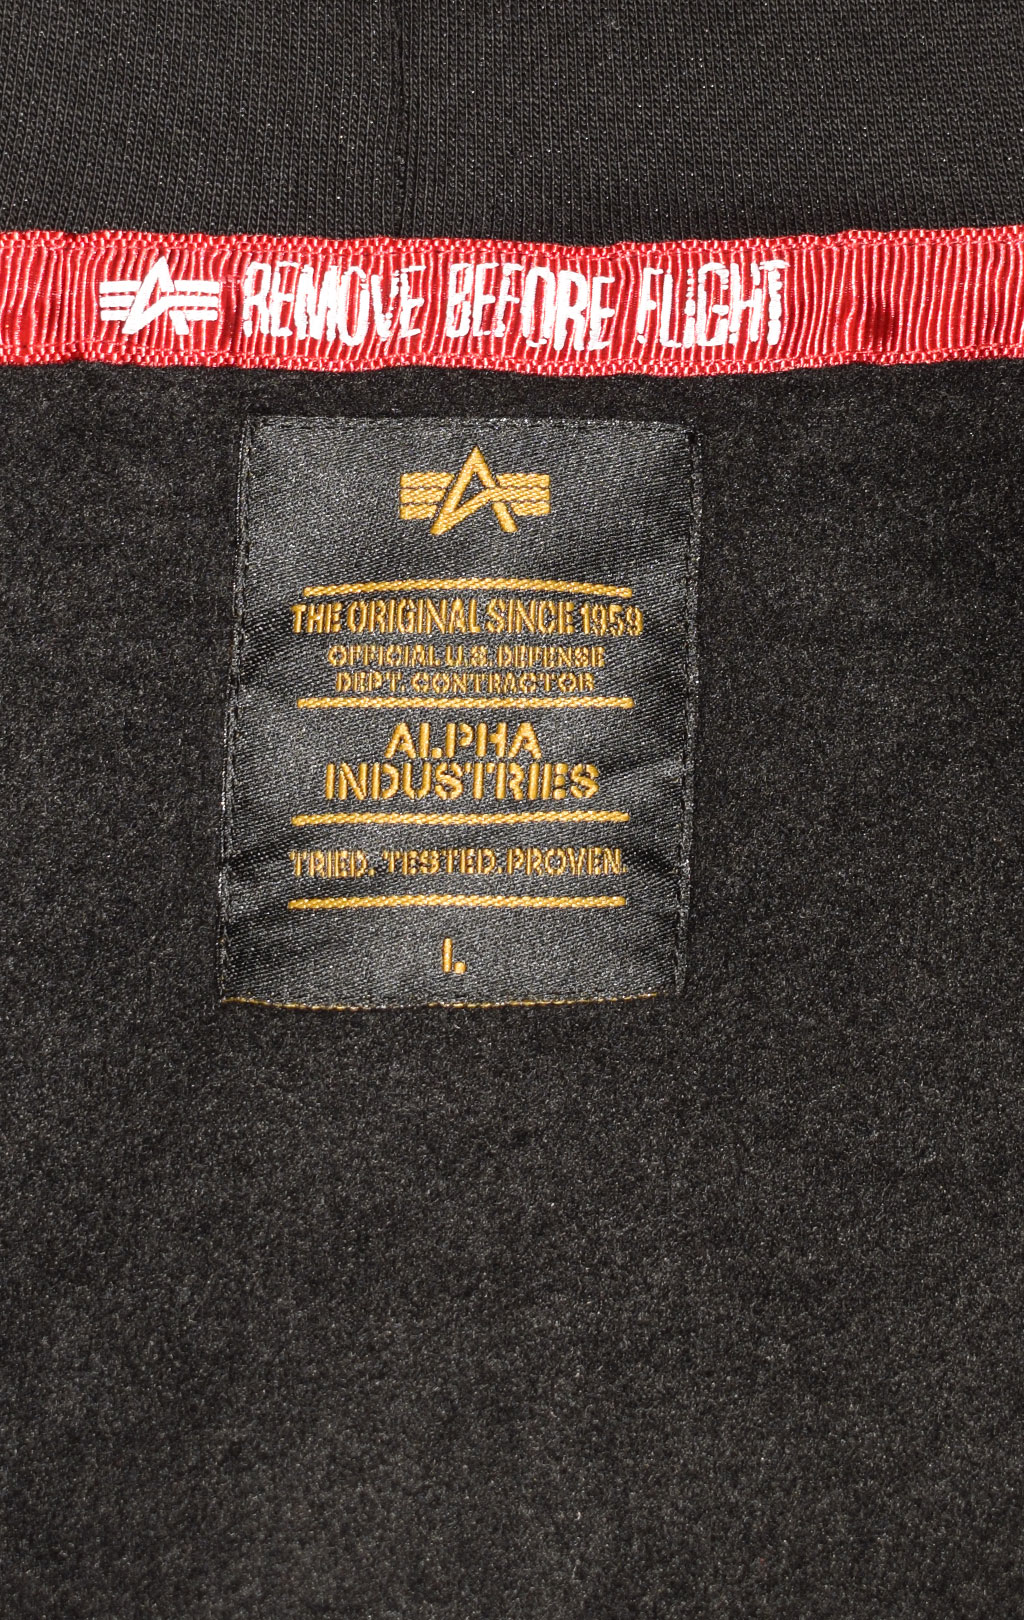 REMOVE BEFORE FLIGHT
THE ORIGINAL SINCE 1959
OFFICIAL U.S. DEFENSE
DEPT. CONTRACTOR
ALPHA
INDUSTRIES
TRIED. TESTED. PROVEN.
L